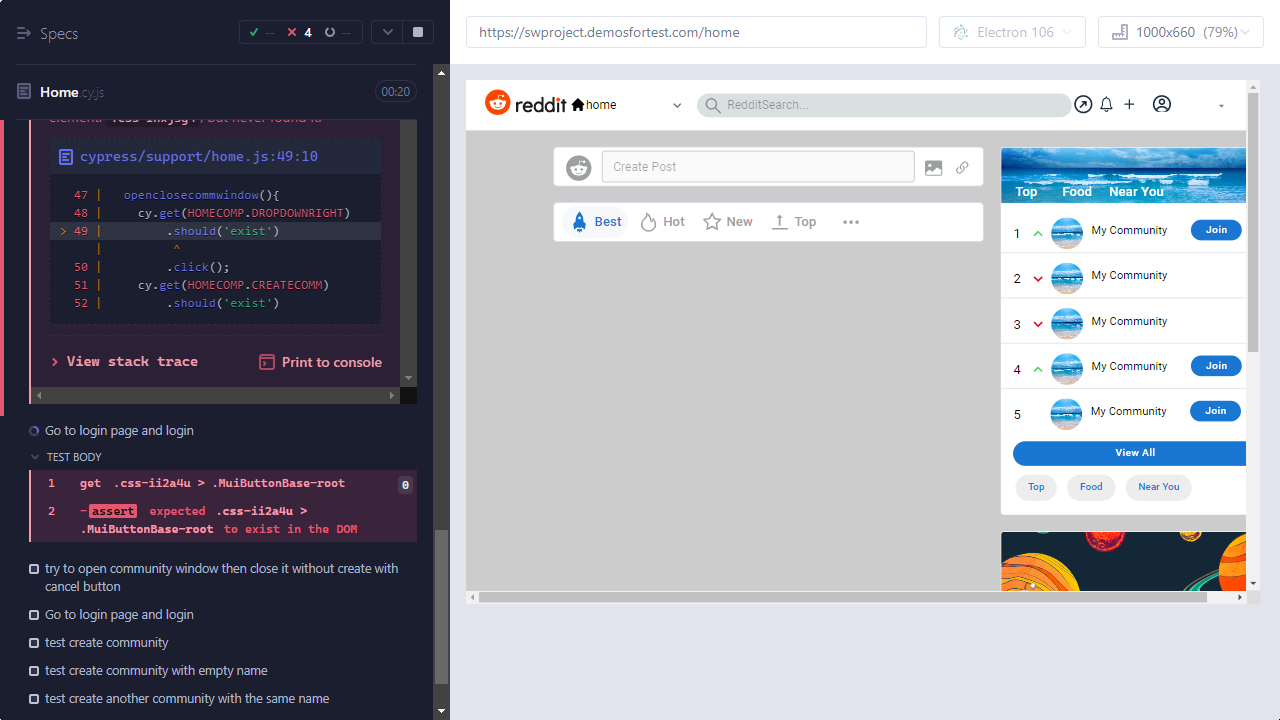 Specs
--
4
--
https://swproject.demosfortest.com/home
Electron 106
1000x660 (79%)
Home.cy.js
00:20
cypress/support/home.js:49:10
47 | openclosecommwindow(){
48 | cy.get(HOMECOMP.DROPDOWNRIGHT)
> 49 | .should('exist')
| ^
50 | .click();
51 | cy.get(HOMECOMP.CREATECOMM)
52 | .should('exist')
View stack trace
Print to console
Go to login page and login
TEST BODY
1 get .css-ii2a4u > .MuiButtonBase-root 0
2 -assert expected .css-ii2a4u >
.MuiButtonBase-root to exist in the DOM
try to open community window then close it without create with
cancel button
Go to login page and login
test create community
test create community with empty name
test create another community with the same name
reddit
home
RedditSearch...
Create Post
Best
Hot
New
Top
Top
Food
Near You
1 My Community Join
2 My Community
3 My Community
4 My Community Join
5 My Community Join
View All
Top
Food
Near You